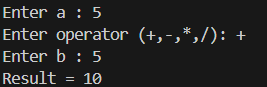 Enter a : 5
Enter operator (+,-,*,/): +
Enter b : 5
Result = 10